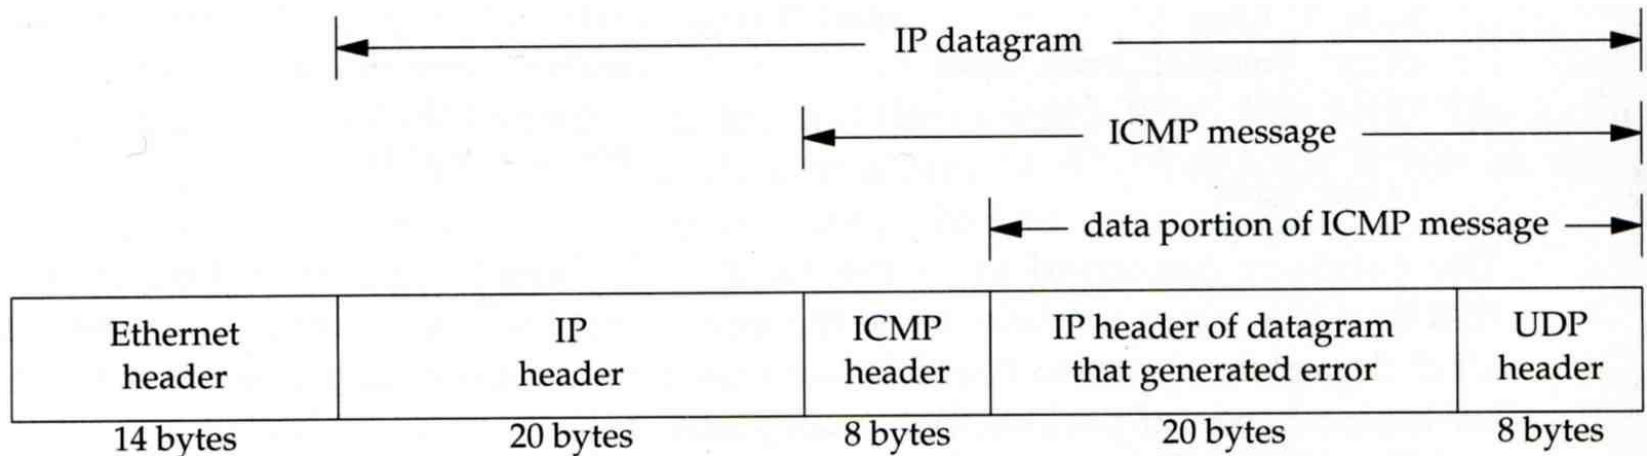 IP datagram
ICMP message
data portion of ICMP message
Ethernet
header
IP
header
ICMP
header
IP header of datagram
that generated error
UDP
header
14 bytes
20 bytes
8 bytes
20 bytes
8 bytes